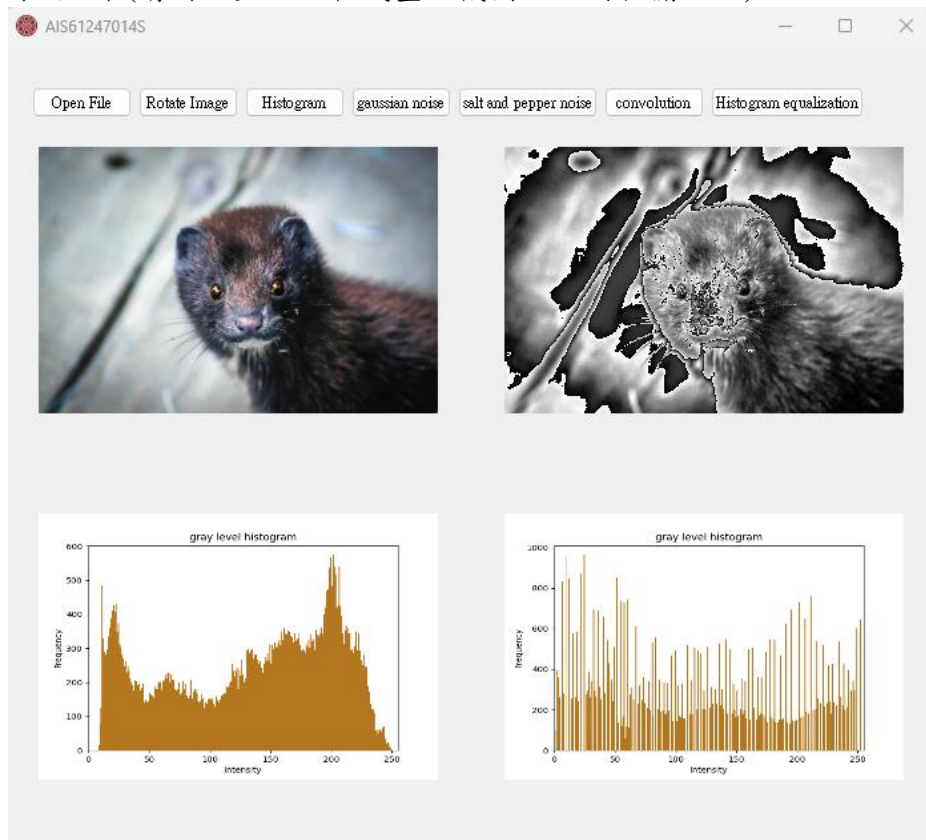 AIS61247014S
Open File Rotate Image Histogram gaussian noise salt and pepper noise convolution Histogram equalization
gray level histogram
600
500
400
300
200
100
0
Frequency
0 50 100 150 200 250
Intensity
gray level histogram
1000
800
600
400
200
0
Frequency
0 50 100 150 200 250
Intensity